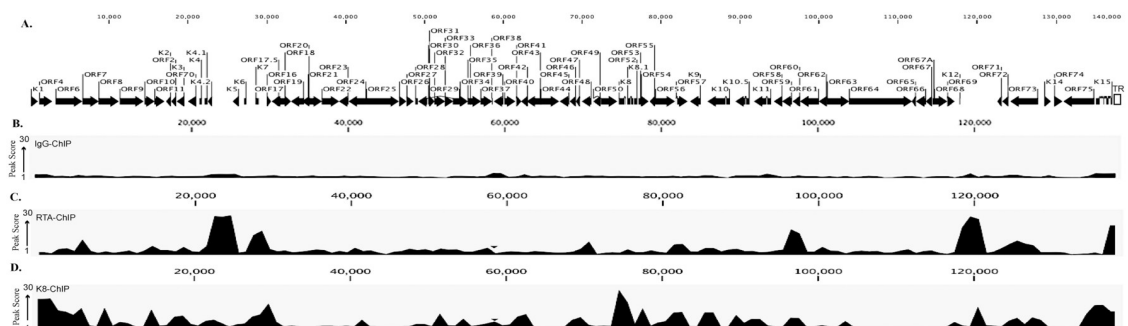 10,000 20,000 30,000 40,000 50,000 60,000 70,000 80,000 90,000 100,000 110,000 120,000 130,000 140,000
A.
ORF31
ORF33 ORF38
K2 K4.1 ORF20 ORF30 ORF36 ORF41 ORF49 ORF55 ORF67A
ORF2 K4 ORF17.5 ORF18 ORF32 ORF43 ORF53
K3 K7 ORF23 ORF28 ORF35 ORF42 ORF47 ORF52 ORF60 ORF67 ORF71
ORF7 ORF70 K6 ORF16 ORF21 ORF24 ORF27 ORF34 ORF39 ORF45 ORF46 ORF48 K8 K8.1 ORF54 K9 ORF57 K10.5 ORF58 ORF59 ORF62 ORF63 ORF65 K12 ORF69 ORF72 ORF74
K1 ORF4 ORF6 ORF8 ORF9 ORF10 ORF11 K4.2 K5 ORF17 ORF19 ORF22 ORF25 ORF26 ORF29 ORF37 ORF40 ORF44 ORF50 ORF56 K10 K11 ORF61 ORF64 ORF66 ORF68 ORF73 K14 ORF75 K15 TR
20,000 40,000 60,000 80,000 100,000 120,000
B.
30
IgG-ChIP
Peak Score
1
20,000 40,000 60,000 80,000 100,000 120,000
C.
30
RTA-ChIP
Peak Score
1
20,000 40,000 60,000 80,000 100,000 120,000
D.
30
K8-ChIP
Peak Score
1